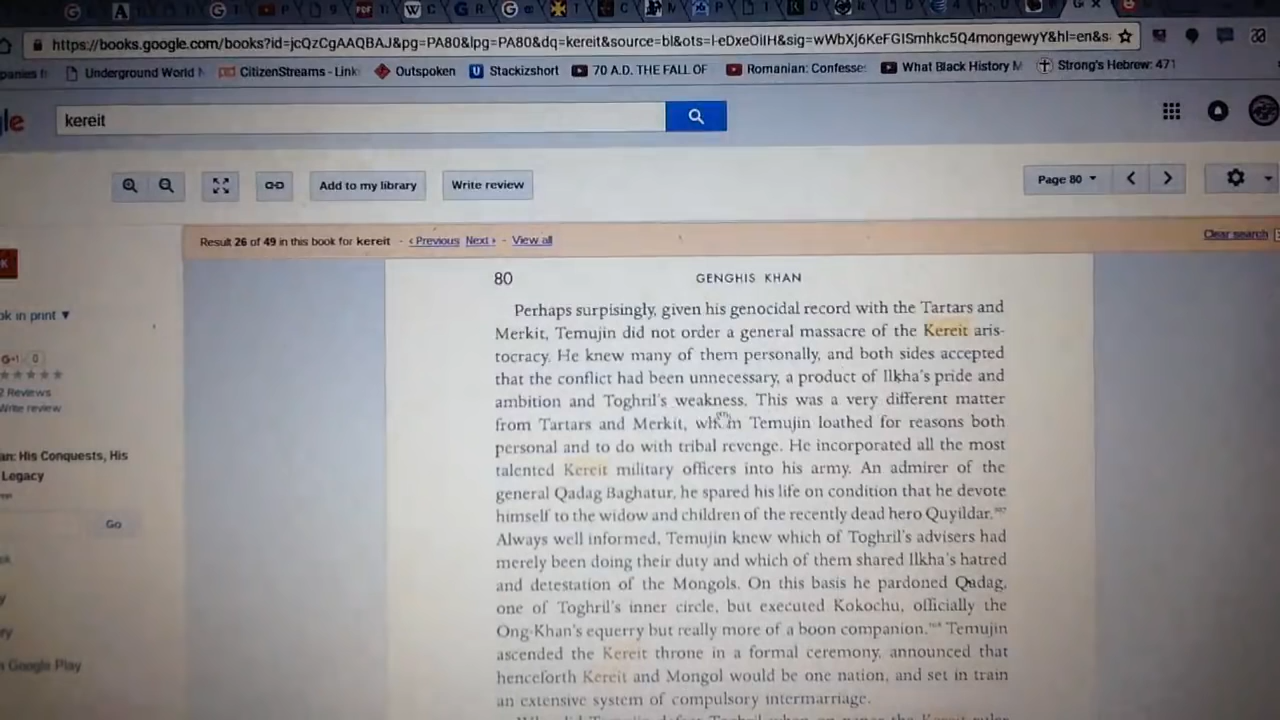 https://books.google.com/books?id=jcQzCgAAQBAJ&pg=PA80&lpg=PA80&dq=kereit&source=bl&ots=l-eDxeOilH&sig=wWbXj6KeFGISmhkc5Q4mongewyY&hl=en&s
Underground World CitizenStreams - Link Outspoken Stackizshort 70 A.D. THE FALL OF Romanian: Confesse What Black History M Strong's Hebrew: 471
kereit
Add to my library Write review Page 80
Result 26 of 49 in this book for kereit - ‹ Previous Next › - View all Clear search
80 GENGHIS KHAN
Perhaps surprisingly, given his genocidal record with the Tartars and
Merkit, Temujin did not order a general massacre of the Kereit aris-
tocracy. He knew many of them personally, and both sides accepted
that the conflict had been unnecessary, a product of Ilkha's pride and
ambition and Toghril's weakness. This was a very different matter
from Tartars and Merkit, whom Temujin loathed for reasons both
personal and to do with tribal revenge. He incorporated all the most
talented Kereit military officers into his army. An admirer of the
general Qadag Baghatur, he spared his life on condition that he devote
himself to the widow and children of the recently dead hero Quyildar.
Always well informed, Temujin knew which of Toghril's advisers had
merely been doing their duty and which of them shared Ilkha's hatred
and detestation of the Mongols. On this basis he pardoned Qadag,
one of Toghril's inner circle, but executed Kokochu, officially the
Ong-Khan's equerry but really more of a boon companion. Temujin
ascended the Kereit throne in a formal ceremony, announced that
henceforth Kereit and Mongol would be one nation, and set in train
an extensive system of compulsory intermarriage.
ok in print ▼
G+1 0
2 Reviews
Write review
an: His Conquests, His
Legacy
Go
Google Play